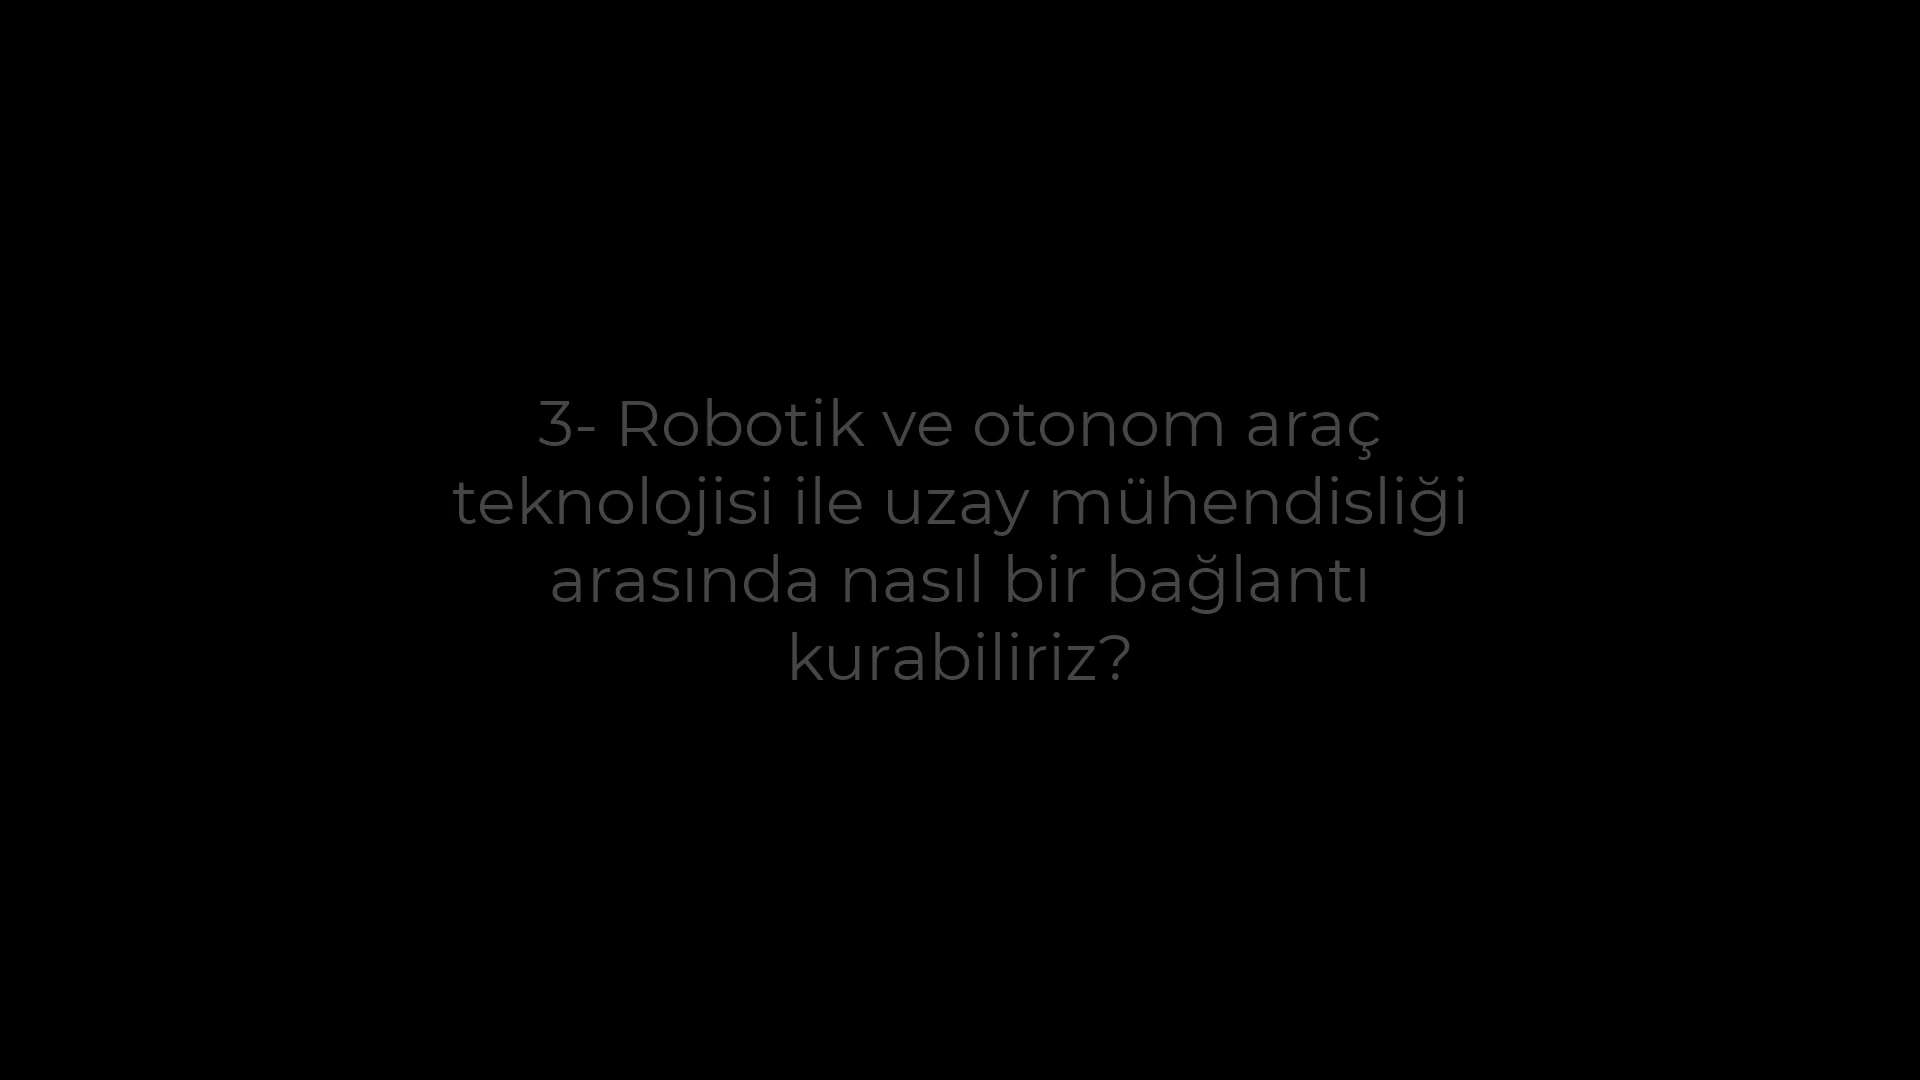 3- Robotik ve otonom araç
teknolojisi ile uzay mühendisliği
arasında nasıl bir bağlantı
kurabiliriz?